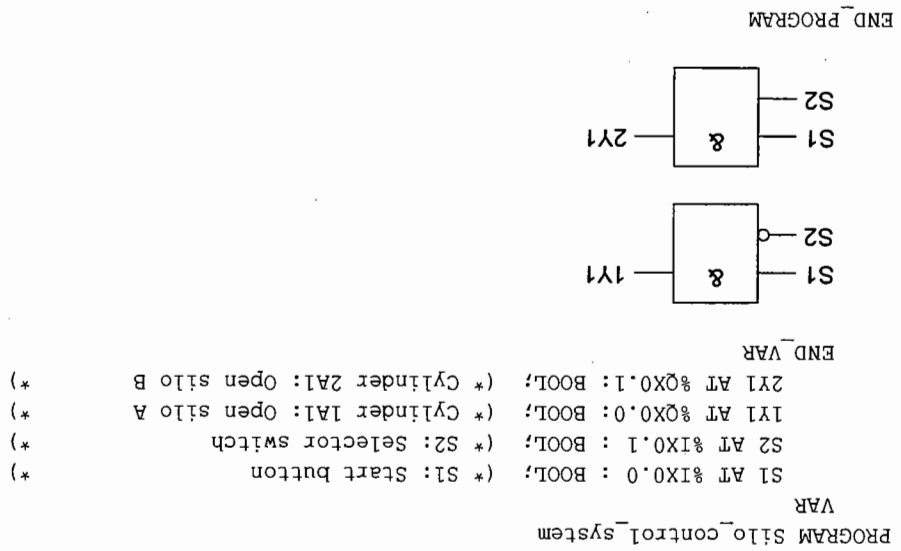 PROGRAM Silo_control_system
VAR
S1 AT %IX0.0 : BOOL; (* S1: Start button *)
S2 AT %IX0.1 : BOOL; (* S2: Selector switch *)
1Y1 AT %QX0.0: BOOL; (* Cylinder 1A1: Open silo A *)
2Y1 AT %QX0.1: BOOL; (* Cylinder 2A1: Open silo B *)
END_VAR
S1 & 1Y1
S2
S1 & 2Y1
S2
END_PROGRAM